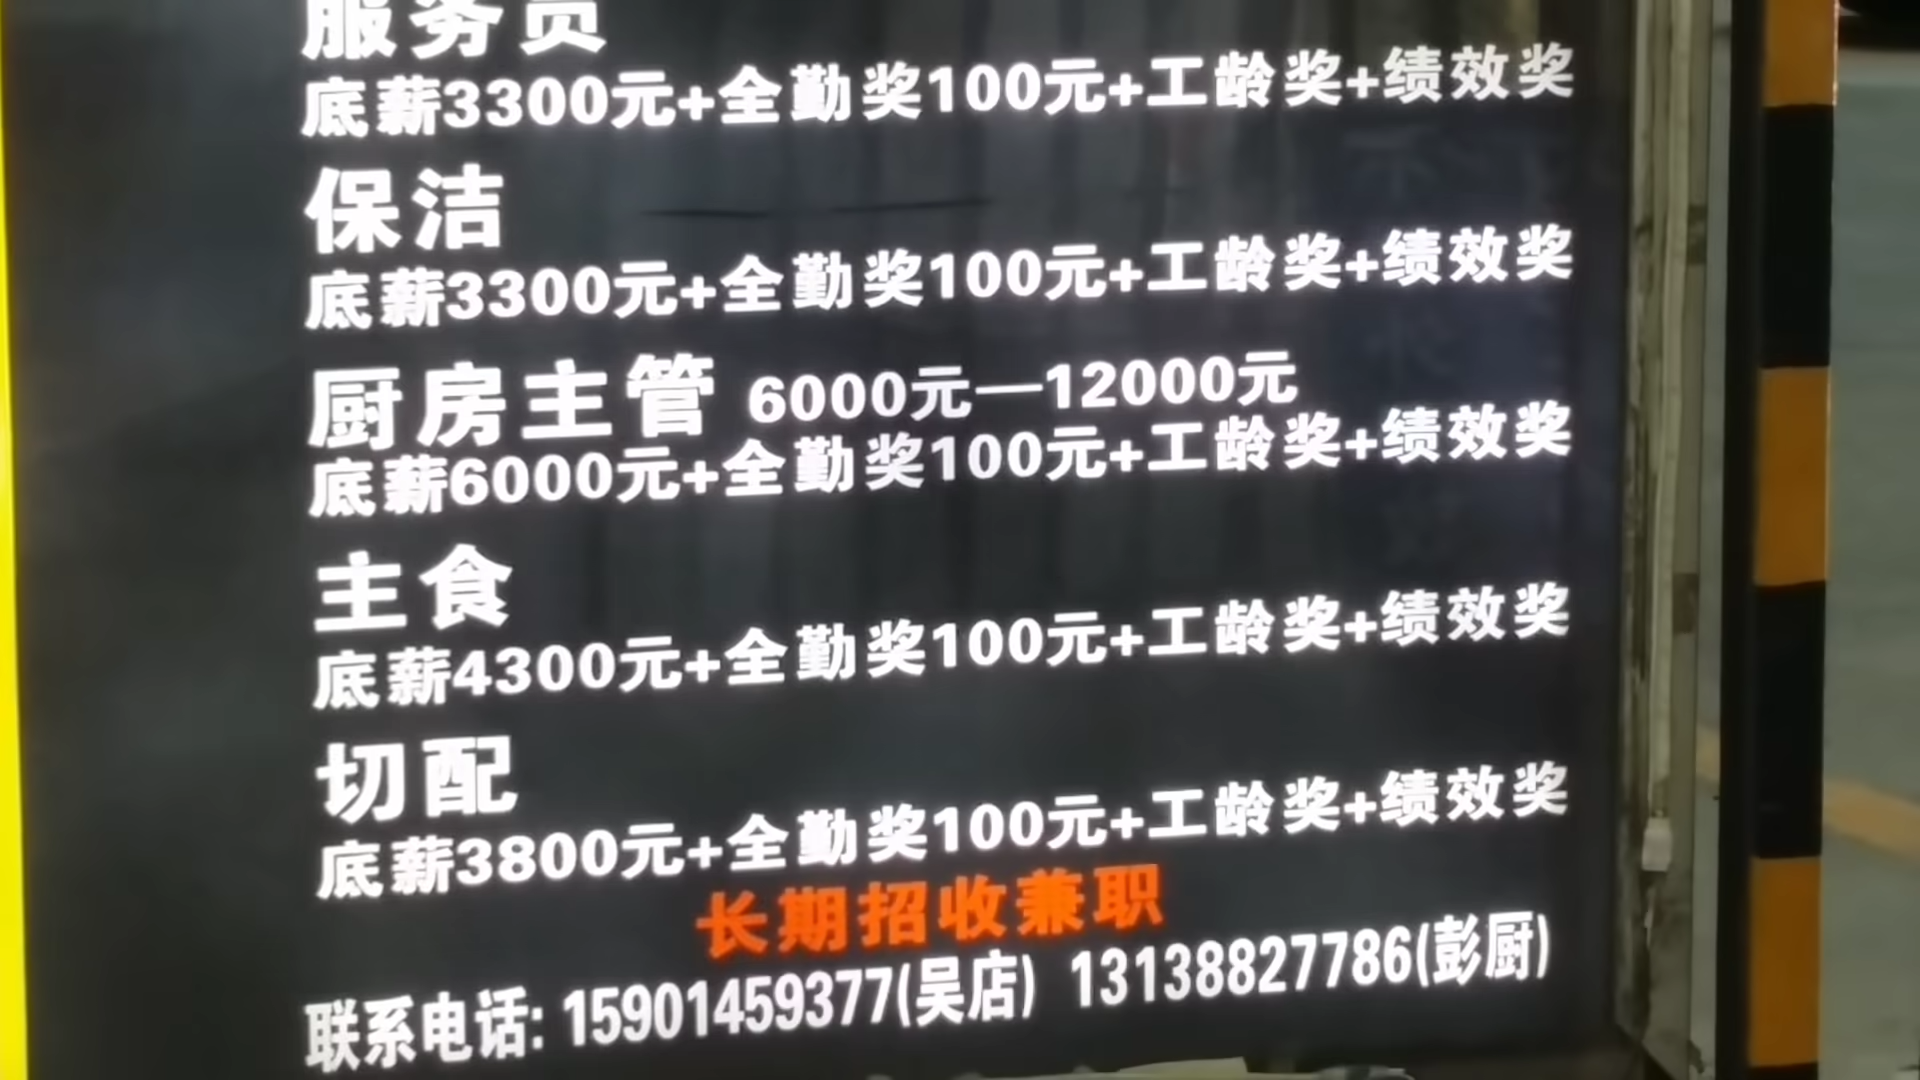 服务员
底薪3300元+全勤奖100元+工龄奖+绩效奖
保洁
底薪3300元+全勤奖100元+工龄奖+绩效奖
厨房主管 6000元—12000元
底薪6000元+全勤奖100元+工龄奖+绩效奖
主食
底薪4300元+全勤奖100元+工龄奖+绩效奖
切配
底薪3800元+全勤奖100元+工龄奖+绩效奖
长期招收兼职
联系电话: 15901459377(吴店) 13138827786(彭厨)